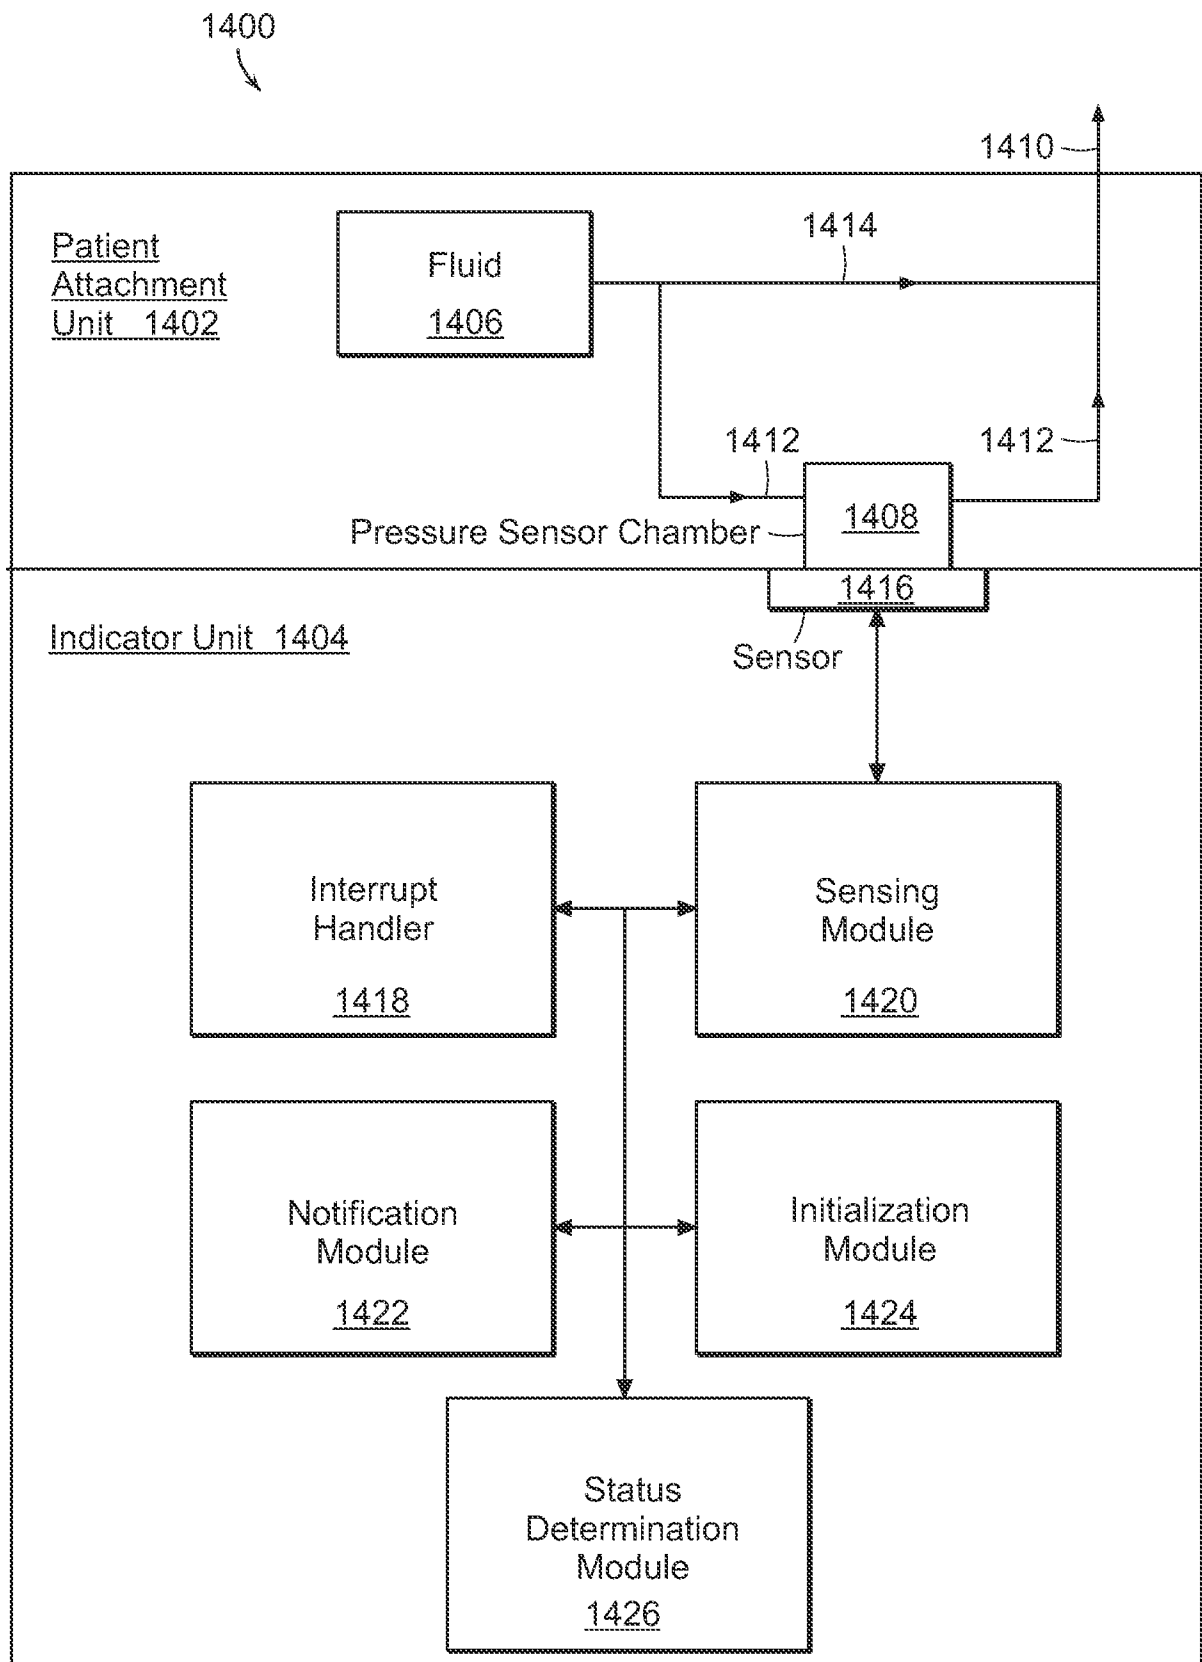 1400
1410
Patient
Attachment
Unit 1402
Fluid
1406
1414
1412
1412
Pressure Sensor Chamber
1408
1416
Sensor
Indicator Unit 1404
Interrupt
Handler
1418
Sensing
Module
1420
Notification
Module
1422
Initialization
Module
1424
Status
Determination
Module
1426